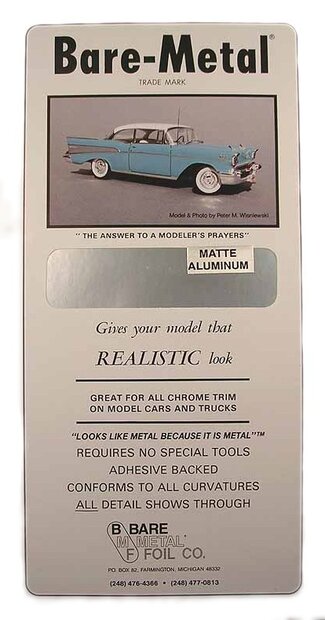 Bare-Metal®
TRADE MARK
Model & Photo by Peter M. Wisniewski
" THE ANSWER TO A MODELER'S PRAYERS"
MATTE
ALUMINUM
Gives your model that
REALISTIC look
GREAT FOR ALL CHROME TRIM
ON MODEL CARS AND TRUCKS
"LOOKS LIKE METAL BECAUSE IT IS METAL"™
REQUIRES NO SPECIAL TOOLS
ADHESIVE BACKED
CONFORMS TO ALL CURVATURES
ALL DETAIL SHOWS THROUGH
B BARE
M METAL
F FOIL CO.
P.O. BOX 82, FARMINGTON, MICHIGAN 48332
(248) 476-4366 • (248) 477-0813